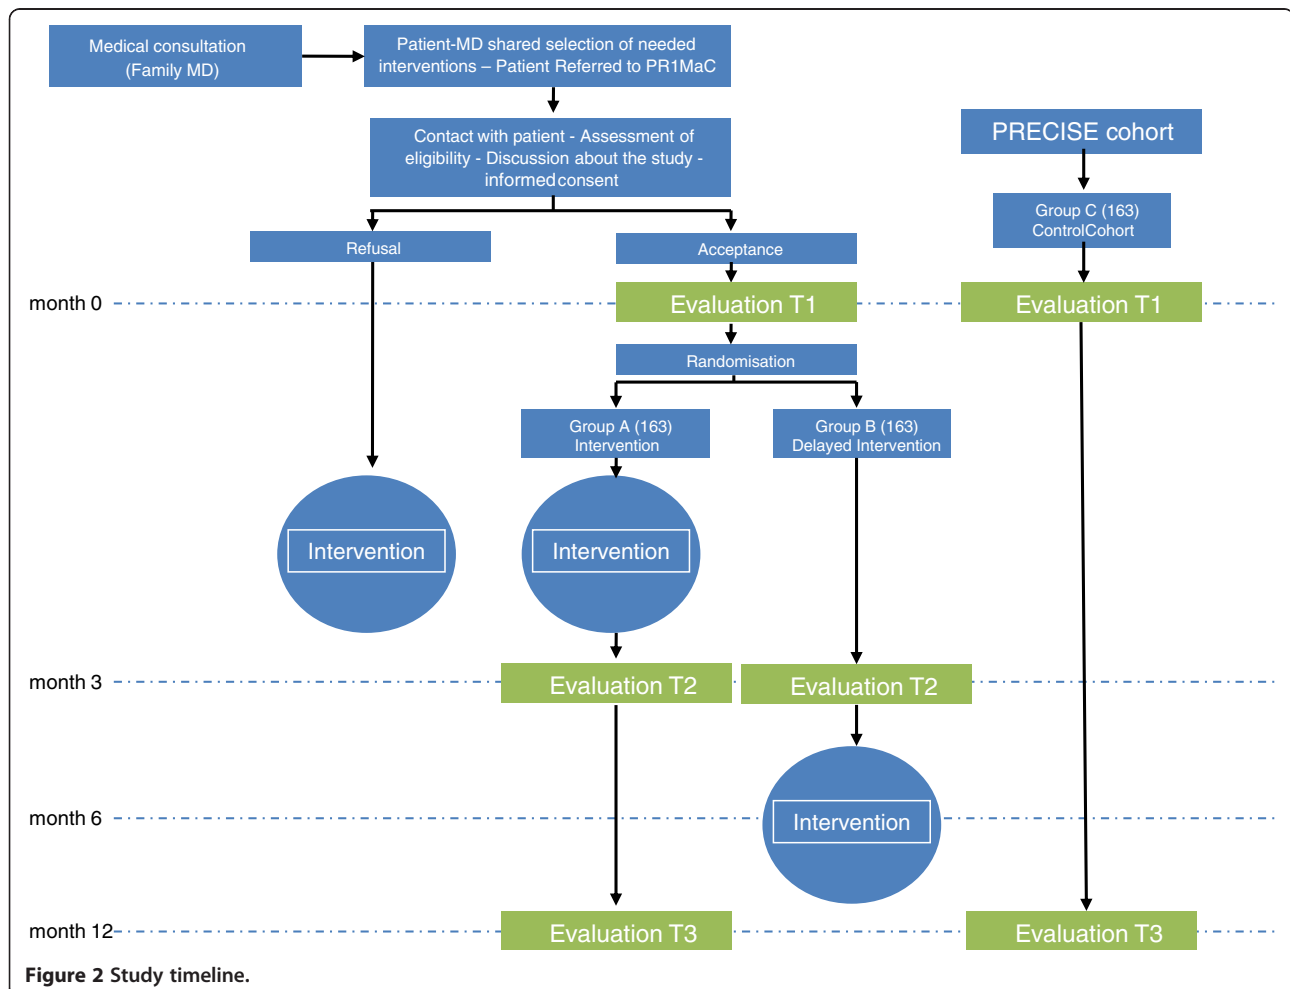 Medical consultation
(Family MD)
Patient-MD shared selection of needed
interventions – Patient Referred to PR1MaC
Contact with patient - Assessment of
eligibility - Discussion about the study -
informed consent
PRECISE cohort
Group C (163)
ControlCohort
Refusal
Acceptance
month 0
Evaluation T1
Evaluation T1
Randomisation
Group A (163)
Intervention
Group B (163)
Delayed Intervention
Intervention
Intervention
month 3
Evaluation T2
Evaluation T2
month 6
Intervention
month 12
Evaluation T3
Evaluation T3
Figure 2 Study timeline.